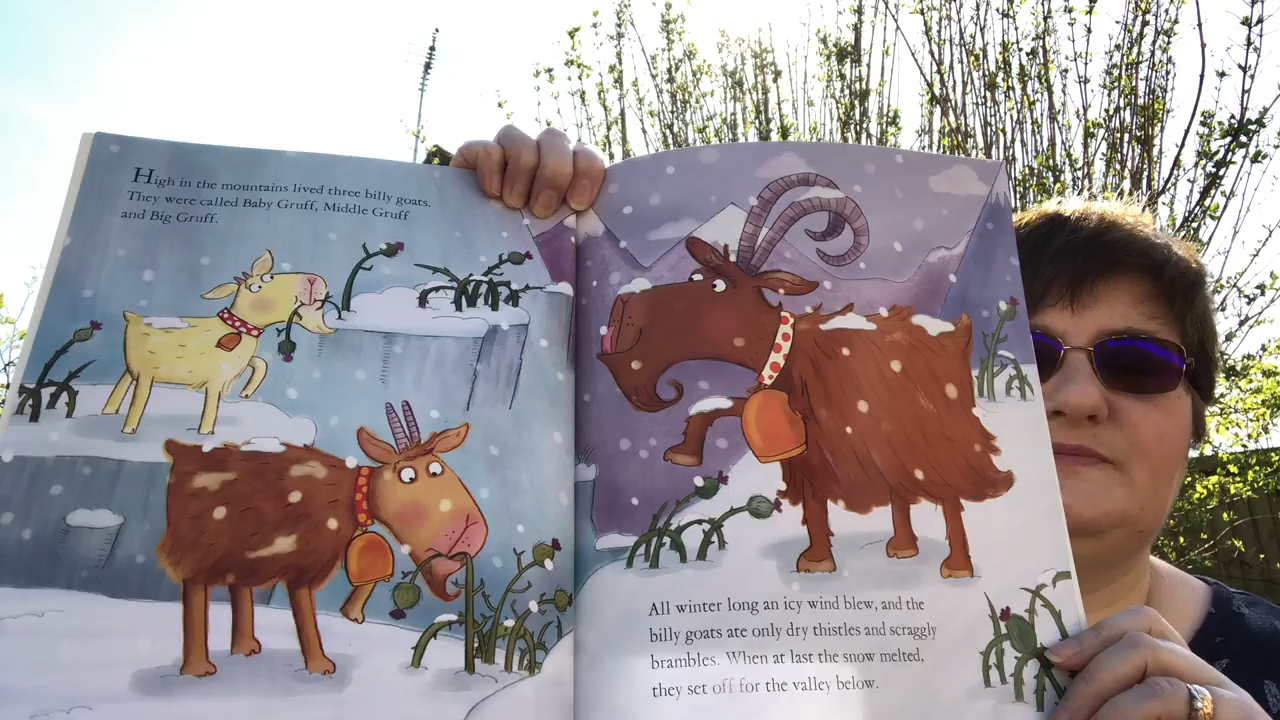 High in the mountains lived three billy goats.
They were called Baby Gruff, Middle Gruff
and Big Gruff.
All winter long an icy wind blew, and the
billy goats ate only dry thistles and scraggly
brambles. When at last the snow melted,
they set off for the valley below.